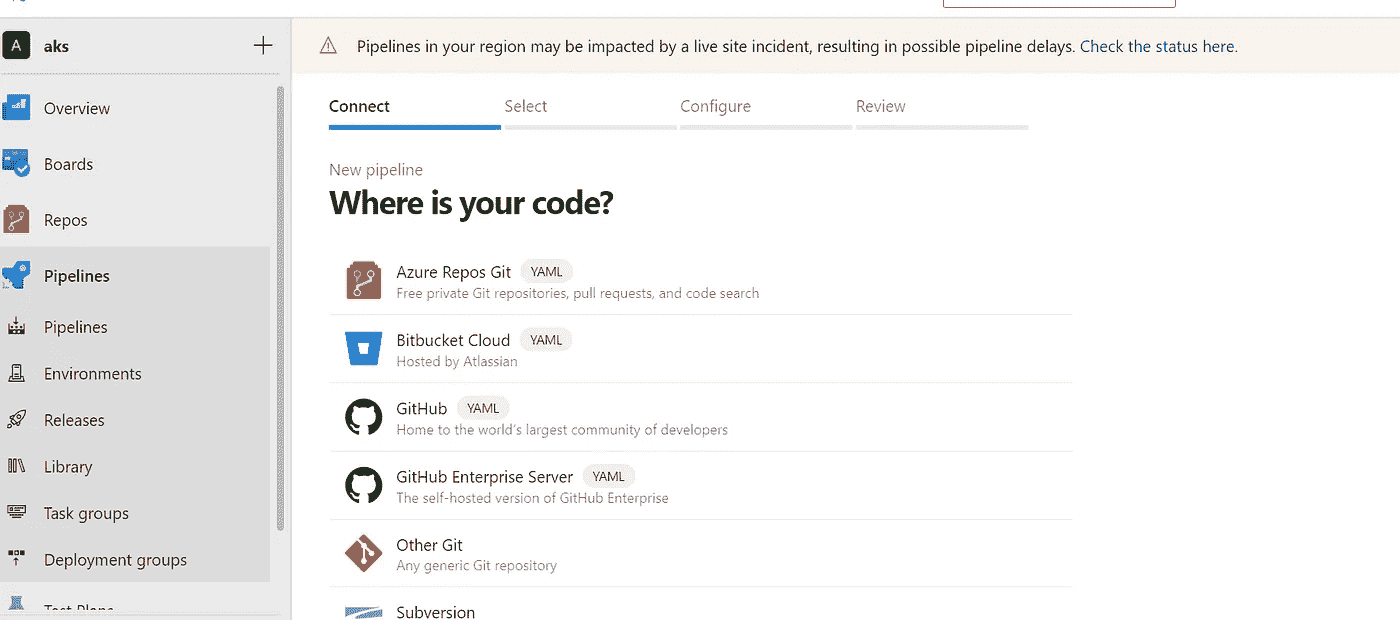 A aks
Pipelines in your region may be impacted by a live site incident, resulting in possible pipeline delays. Check the status here.
Overview
Boards
Repos
Pipelines
Pipelines
Environments
Releases
Library
Task groups
Deployment groups
Test Plans
Connect Select Configure Review
New pipeline
Where is your code?
Azure Repos Git YAML
Free private Git repositories, pull requests, and code search
Bitbucket Cloud YAML
Hosted by Atlassian
GitHub YAML
Home to the world's largest community of developers
GitHub Enterprise Server YAML
The self-hosted version of GitHub Enterprise
Other Git
Any generic Git repository
Subversion